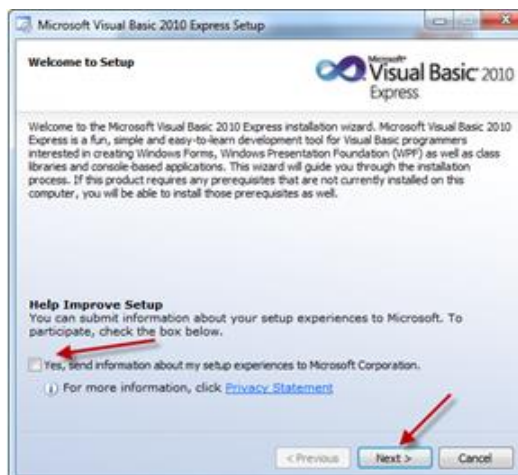 Microsoft Visual Basic 2010 Express Setup
Welcome to Setup
Microsoft®
Visual Basic 2010
Express
Welcome to the Microsoft Visual Basic 2010 Express installation wizard. Microsoft Visual Basic 2010
Express is a fun, simple and easy-to-learn development tool for Visual Basic programmers
interested in creating Windows Forms, Windows Presentation Foundation (WPF) as well as class
libraries and console-based applications. This wizard will guide you through the installation
process. If this product requires any prerequisites that are not currently installed on this
computer, you will be able to install those prerequisites as well.
Help Improve Setup
You can submit information about your setup experiences to Microsoft. To
participate, check the box below.
Yes, send information about my setup experiences to Microsoft Corporation.
For more information, click Privacy Statement
< Previous
Next >
Cancel